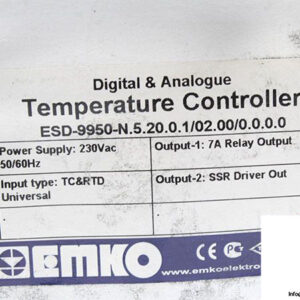 Digital & Analogue
Temperature Controller
ESD-9950-N.5.20.0.1/02.00/0.0.0.0
Power Supply: 230Vac
50/60Hz
Output-1: 7A Relay Output
Input type: TC&RTD
Universal
Output-2: SSR Driver Out
EMKO
CE
www.emkoelektro